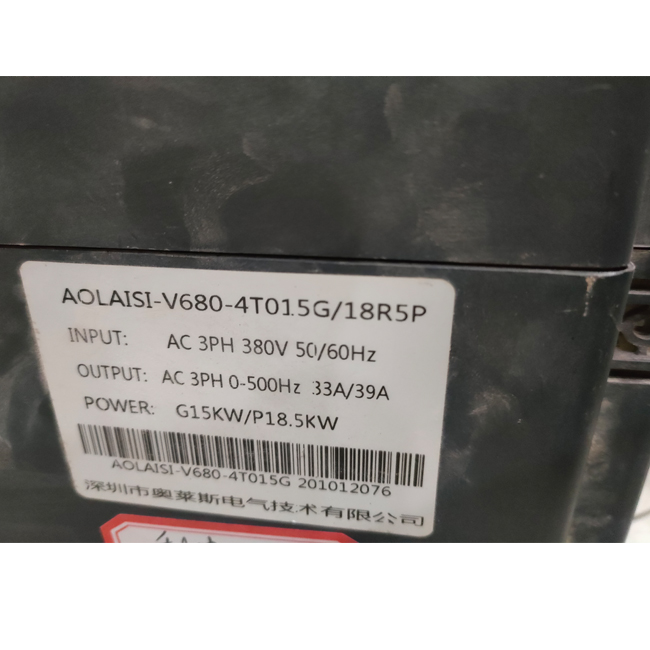 AOLAISI-V680-4T015G/18R5P
INPUT: AC 3PH 380V 50/60Hz
OUTPUT: AC 3PH 0-500Hz 33A/39A
POWER: G15KW/P18.5KW
AOLAISI-V680-4T015G 201012076
深圳市奥莱斯电气技术有限公司